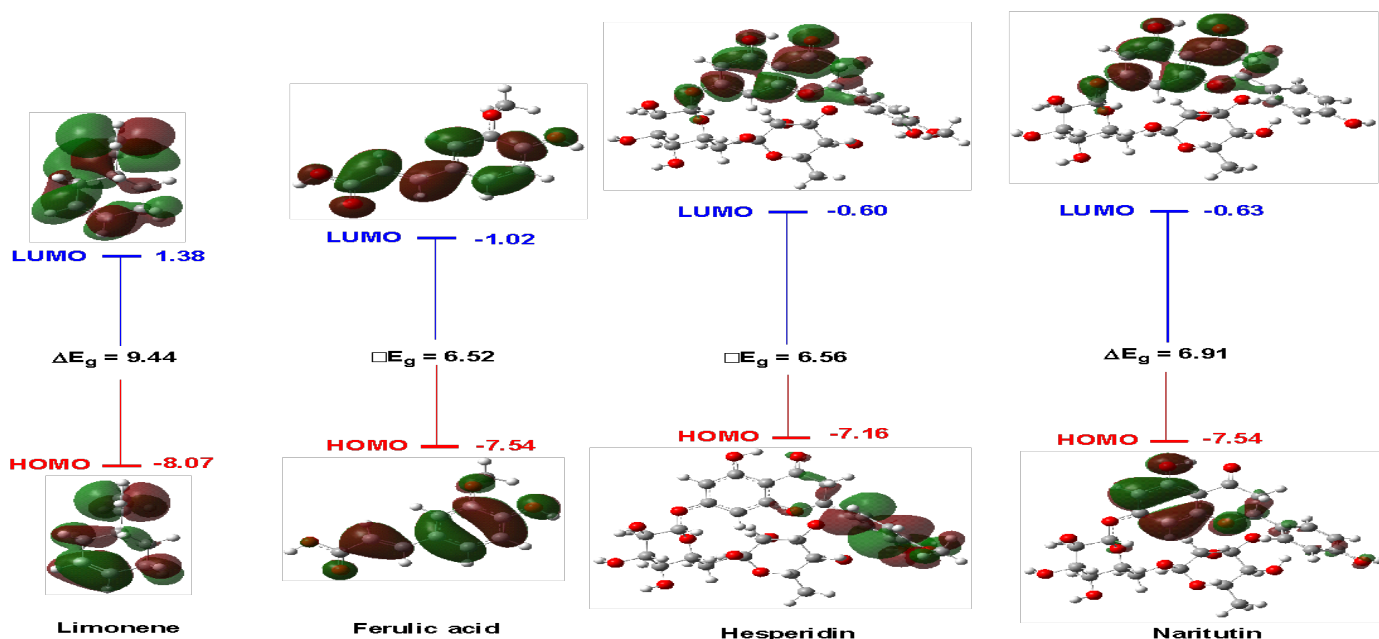 LUMO 1.38
ΔEg = 9.44
HOMO -8.07
Limonene
LUMO -1.02
□Eg = 6.52
HOMO -7.54
Ferulic acid
LUMO -0.60
□Eg = 6.56
HOMO -7.16
Hesperidin
LUMO -0.63
ΔEg = 6.91
HOMO -7.54
Naritutin